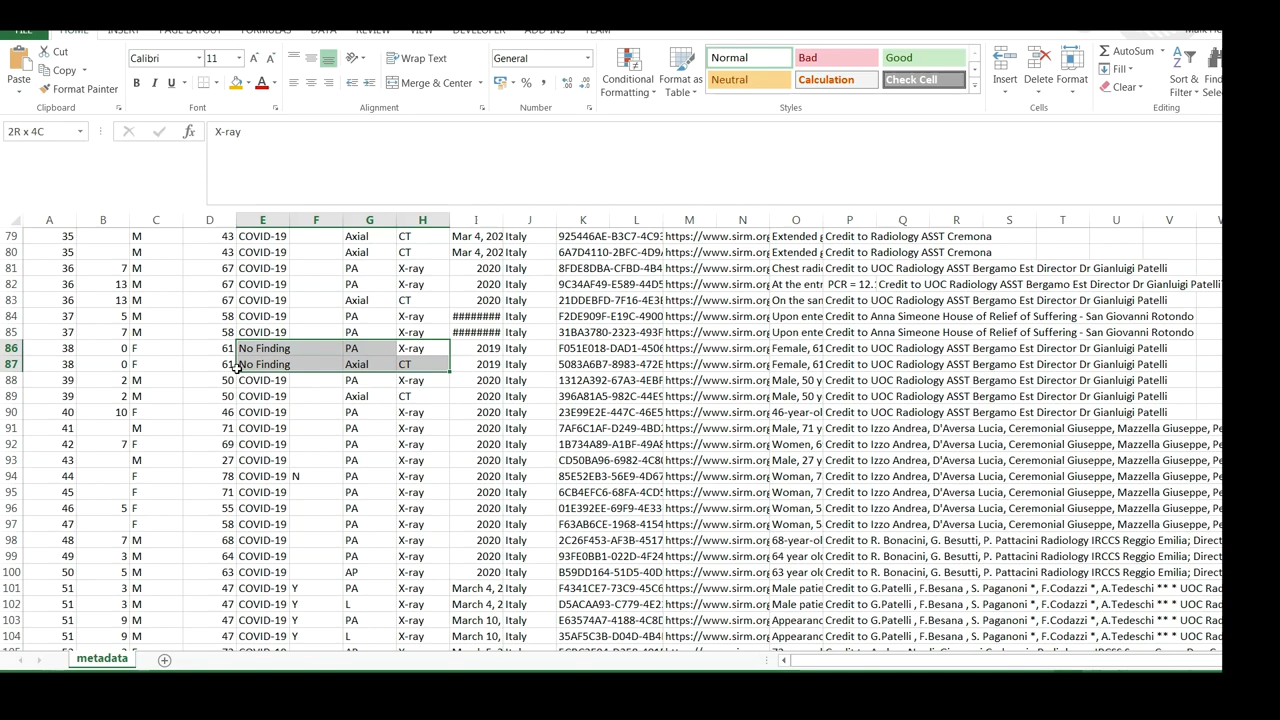 FILE HOME INSERT PAGE LAYOUT FORMULAS DATA REVIEW VIEW DEVELOPER ADD-INS TEAM
Cut
Copy
Format Painter
Paste
Clipboard
Calibri 11
B I U
Font
Wrap Text
Merge & Center
Alignment
General
Number
Conditional Formatting
Format as Table
Normal Bad Good
Neutral Calculation Check Cell
Styles
Insert Delete Format
Cells
AutoSum
Fill
Clear
Sort & Filter
Editing
2R x 4C fx X-ray
A B C D E F G H I J K L M N O P Q R S T U V
79 35 M 43 COVID-19 Axial CT Mar 4, 202 Italy 925446AE-B3C7-4C93 https://www.sirm.org Extended g Credit to Radiology ASST Cremona
80 35 M 43 COVID-19 Axial CT Mar 4, 202 Italy 6A7D4110-2BFC-4D9A https://www.sirm.org Extended g Credit to Radiology ASST Cremona
81 36 7 M 67 COVID-19 PA X-ray 2020 Italy 8FDE8DBA-CFBD-4B4 https://www.sirm.org Chest radi Credit to UOC Radiology ASST Bergamo Est Director Dr Gianluigi Patelli
82 36 13 M 67 COVID-19 PA X-ray 2020 Italy 9C34AF49-E589-44D https://www.sirm.org At the entr PCR = 12. Credit to UOC Radiology ASST Bergamo Est Director Dr Gianluigi Patelli
83 36 13 M 67 COVID-19 Axial CT 2020 Italy 21DDEBFD-7F16-4E3 https://www.sirm.org On the san Credit to UOC Radiology ASST Bergamo Est Director Dr Gianluigi Patelli
84 37 5 M 58 COVID-19 PA X-ray ######## Italy F2DE909F-E19C-4900 https://www.sirm.org Upon ente Credit to Anna Simeone House of Relief of Suffering - San Giovanni Rotondo
85 37 7 M 58 COVID-19 PA X-ray ######## Italy 31BA3780-2323-493F https://www.sirm.org Upon ente Credit to Anna Simeone House of Relief of Suffering - San Giovanni Rotondo
86 38 0 F 61 No Finding PA X-ray 2019 Italy F051E018-DAD1-4506 https://www.sirm.org Female, 61 Credit to UOC Radiology ASST Bergamo Est Director Dr Gianluigi Patelli
87 38 0 F 61 No Finding Axial CT 2019 Italy 5083A6B7-8983-472E https://www.sirm.org Female, 61 Credit to UOC Radiology ASST Bergamo Est Director Dr Gianluigi Patelli
88 39 2 M 50 COVID-19 PA X-ray 2020 Italy 1312A392-67A3-4EBF https://www.sirm.org Male, 50 y Credit to UOC Radiology ASST Bergamo Est Director Dr Gianluigi Patelli
89 39 2 M 50 COVID-19 Axial CT 2020 Italy 396A81A5-982C-44E9 https://www.sirm.org Male, 50 y Credit to UOC Radiology ASST Bergamo Est Director Dr Gianluigi Patelli
90 40 10 F 46 COVID-19 PA X-ray 2020 Italy 23E99E2E-447C-46E5 https://www.sirm.org 46-year-ol Credit to UOC Radiology ASST Bergamo Est Director Dr Gianluigi Patelli
91 41 M 71 COVID-19 PA X-ray 2020 Italy 7AF6C1AF-D249-4BD https://www.sirm.org Male, 71 y Credit to Izzo Andrea, D'Aversa Lucia, Ceremonial Giuseppe, Mazzella Giuseppe, Pe
92 42 7 F 69 COVID-19 PA X-ray 2020 Italy 1B734A89-A1BF-49A8 https://www.sirm.org Women, 6 Credit to Izzo Andrea, D'Aversa Lucia, Ceremonial Giuseppe, Mazzella Giuseppe, Pe
93 43 M 27 COVID-19 PA X-ray 2020 Italy CD50BA96-6982-4C8 https://www.sirm.org Male, 27 y Credit to Izzo Andrea, D'Aversa Lucia, Ceremonial Giuseppe, Mazzella Giuseppe, Pe
94 44 F 78 COVID-19 N PA X-ray 2020 Italy 85E52EB3-56E9-4D67 https://www.sirm.org Woman, 7 Credit to Izzo Andrea, D'Aversa Lucia, Ceremonial Giuseppe, Mazzella Giuseppe, Pe
95 45 F 71 COVID-19 PA X-ray 2020 Italy 6CB4EFC6-68FA-4CD5 https://www.sirm.org Woman, 7 Credit to Izzo Andrea, D'Aversa Lucia, Ceremonial Giuseppe, Mazzella Giuseppe, Pe
96 46 5 F 55 COVID-19 PA X-ray 2020 Italy 01E392EE-69F9-4E33 https://www.sirm.org Woman, 5 Credit to Izzo Andrea, D'Aversa Lucia, Ceremonial Giuseppe, Mazzella Giuseppe, Pe
97 47 F 58 COVID-19 PA X-ray 2020 Italy F63AB6CE-1968-4154 https://www.sirm.org Woman, 5 Credit to Izzo Andrea, D'Aversa Lucia, Ceremonial Giuseppe, Mazzella Giuseppe, Pe
98 48 7 M 68 COVID-19 PA X-ray 2020 Italy 2C26F453-AF3D-4B https://www.sirm.org 68-year-ol Credit to R. Bonacini, G. Besutti, P. Pattacini Radiology IRCCS Reggio Emilia; Direct
99 49 3 M 64 COVID-19 PA X-ray 2020 Italy 93FE0BB1-022D-4F24 https://www.sirm.org 64 year old Credit to R. Bonacini, G. Besutti, P. Pattacini Radiology IRCCS Reggio Emilia; Direct
100 50 5 M 63 COVID-19 AP X-ray 2020 Italy B59DD164-51D5-40D https://www.sirm.org 63 year old Credit to R. Bonacini, G. Besutti, P. Pattacini Radiology IRCCS Reggio Emilia; Direct
101 51 3 M 47 COVID-19 Y PA X-ray March 4, 2 Italy F4341CE7-73C9-45C6 https://www.sirm.org Male patie Credit to G.Patelli , F.Besana , S. Paganoni *, F.Codazzi *, A.Tedeschi ** * UOC Rad
102 51 3 M 47 COVID-19 Y L X-ray March 4, 2 Italy D5ACAA93-C779-4E2 https://www.sirm.org Male patie Credit to G.Patelli , F.Besana , S. Paganoni *, F.Codazzi *, A.Tedeschi ** * UOC Rad
103 51 9 M 47 COVID-19 Y PA X-ray March 10, Italy E63574A7-4188-4C8D https://www.sirm.org Appearanc Credit to G.Patelli , F.Besana , S. Paganoni *, F.Codazzi *, A.Tedeschi ** * UOC Rad
104 51 9 M 47 COVID-19 Y L X-ray March 10, Italy 35AF5C3B-D04D-4B4 https://www.sirm.org Appearanc Credit to G.Patelli , F.Besana , S. Paganoni *, F.Codazzi *, A.Tedeschi ** * UOC Rad
metadata